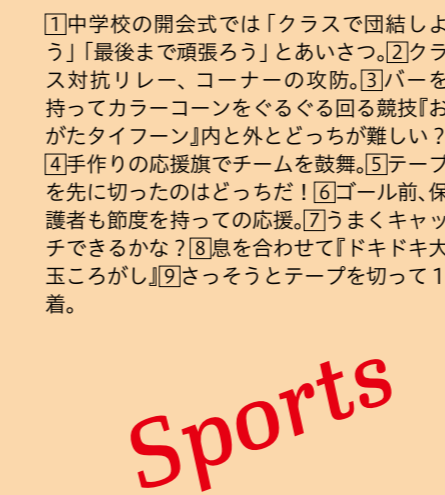 1中学校の開会式では「クラスで団結しよ
う」「最後まで頑張ろう」とあいさつ。2クラ
ス対抗リレー、コーナーの攻防。3バーを
持ってカラーコーンをぐるぐる回る競技『お
がたタイフーン』内と外とどっちが難しい？
4手作りの応援旗でチームを鼓舞。5テープ
を先に切ったのはどっちだ！6ゴール前、保
護者も節度を持っての応援。7うまくキャッ
チできるかな？8息を合わせて『ドキドキ大
玉ころがし』9さっそうとテープを切って１
着。
Sports